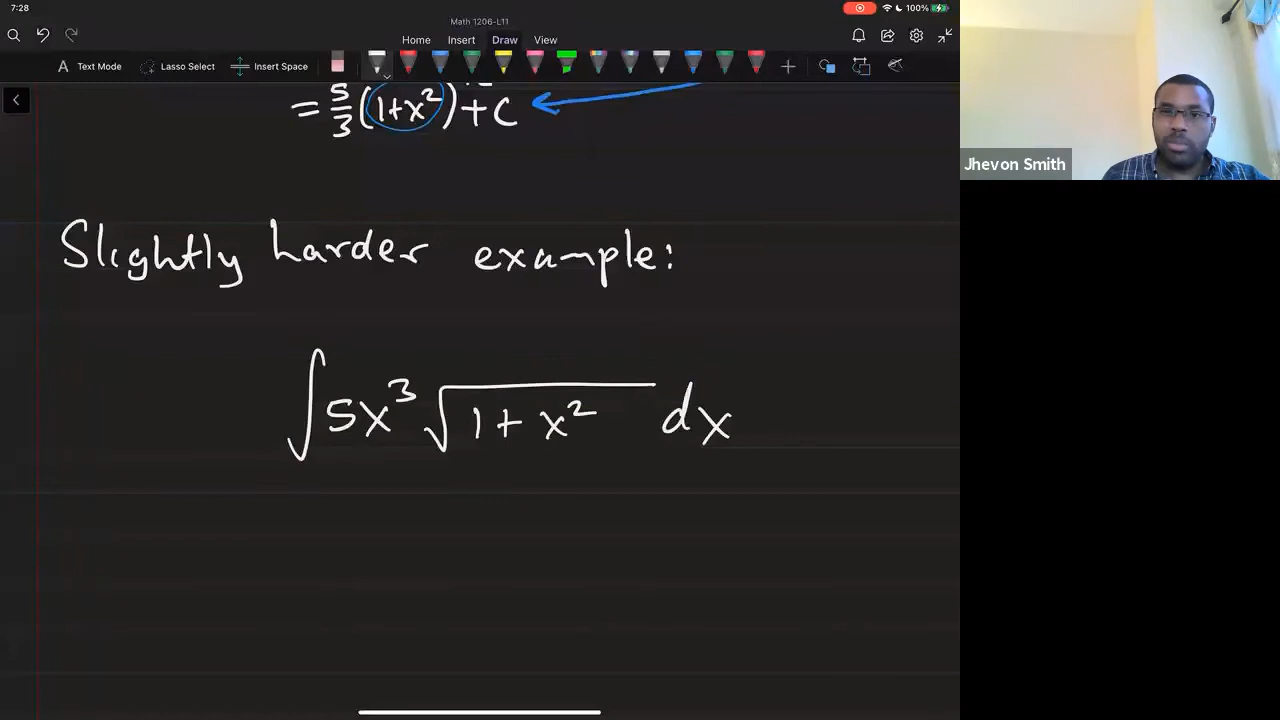 7:28
100%
Math 1206-L11
Home Insert Draw View
Text Mode Lasso Select Insert Space
= 5/3 (1+x²) + C
Jhevon Smith
Slightly harder example:
∫ 5x³ √(1 + x²) dx